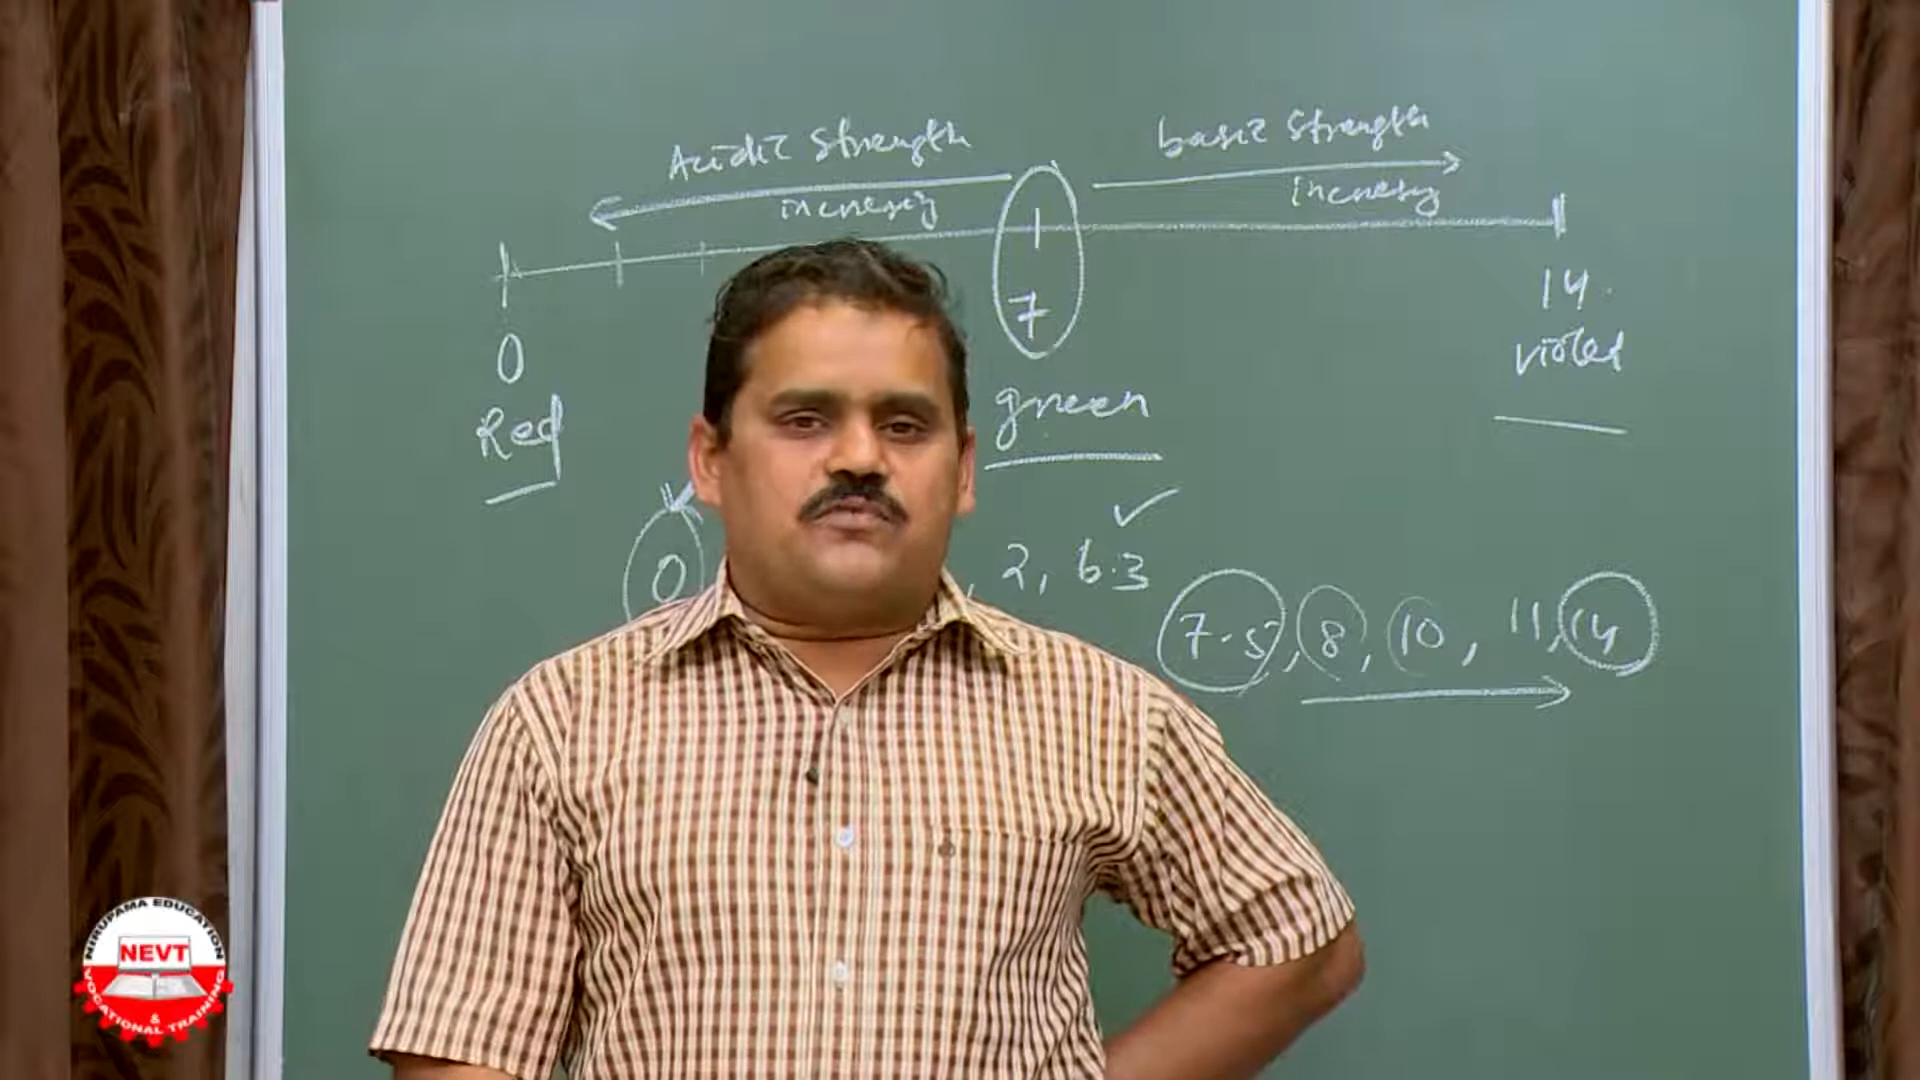 Acidic Strength
increasing
basic Strength
increasing
0
7
14
Red
green
violet
0
, 2, 6.3
7.5, 8, 10, 11, 14
NIRUPAMA EDUCATION
NEVT
&
VOCATIONAL TRAINING